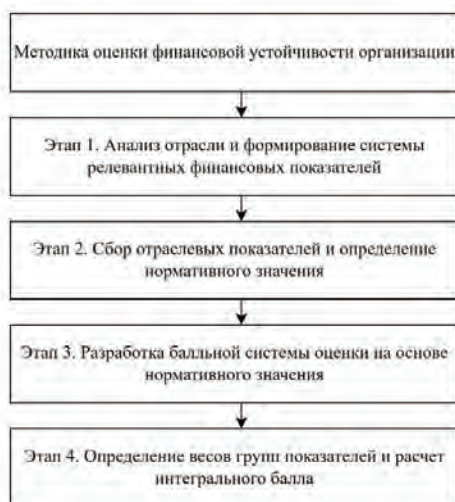 Методика оценки финансовой устойчивости организации
Этап 1. Анализ отрасли и формирование системы
релевантных финансовых показателей
Этап 2. Сбор отраслевых показателей и определение
нормативного значения
Этап 3. Разработка балльной системы оценки на основе
нормативного значения
Этап 4. Определение весов групп показателей и расчет
интегрального балла